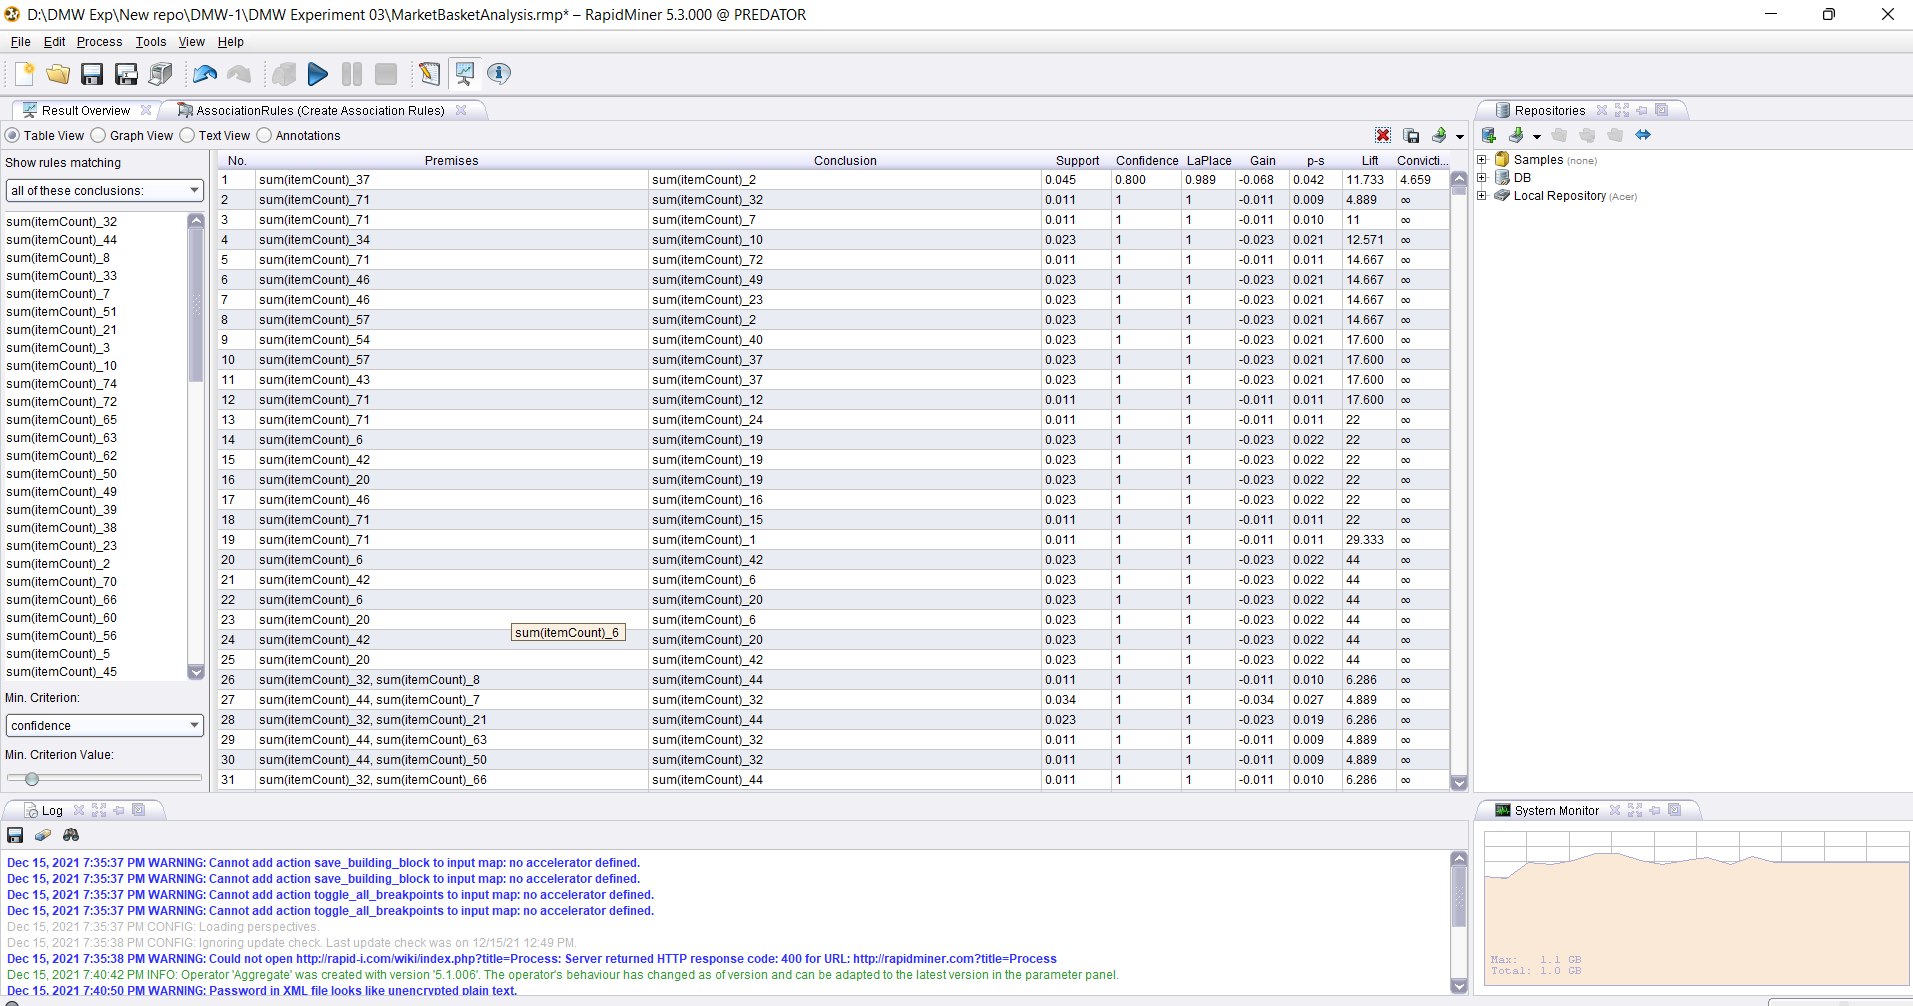 D:\DMW Exp\New repo\DMW-1\DMW Experiment 03\MarketBasketAnalysis.rmp* – RapidMiner 5.3.000 @ PREDATOR
File Edit Process Tools View Help
Result Overview AssociationRules (Create Association Rules)
Table View Graph View Text View Annotations
Show rules matching
all of these conclusions:
sum(itemCount)_32
sum(itemCount)_44
sum(itemCount)_8
sum(itemCount)_33
sum(itemCount)_7
sum(itemCount)_51
sum(itemCount)_21
sum(itemCount)_3
sum(itemCount)_10
sum(itemCount)_74
sum(itemCount)_72
sum(itemCount)_65
sum(itemCount)_63
sum(itemCount)_62
sum(itemCount)_50
sum(itemCount)_49
sum(itemCount)_39
sum(itemCount)_38
sum(itemCount)_23
sum(itemCount)_2
sum(itemCount)_70
sum(itemCount)_66
sum(itemCount)_60
sum(itemCount)_56
sum(itemCount)_5
sum(itemCount)_45
Min. Criterion:
confidence
Min. Criterion Value:
No. Premises Conclusion Support Confidence LaPlace Gain p-s Lift Convicti...
1 sum(itemCount)_37 sum(itemCount)_2 0.045 0.800 0.989 -0.068 0.042 11.733 4.659
2 sum(itemCount)_71 sum(itemCount)_32 0.011 1 1 -0.011 0.009 4.889 ∞
3 sum(itemCount)_71 sum(itemCount)_7 0.011 1 1 -0.011 0.010 11 ∞
4 sum(itemCount)_34 sum(itemCount)_10 0.023 1 1 -0.023 0.021 12.571 ∞
5 sum(itemCount)_71 sum(itemCount)_72 0.011 1 1 -0.011 0.011 14.667 ∞
6 sum(itemCount)_46 sum(itemCount)_49 0.023 1 1 -0.023 0.021 14.667 ∞
7 sum(itemCount)_46 sum(itemCount)_23 0.023 1 1 -0.023 0.021 14.667 ∞
8 sum(itemCount)_57 sum(itemCount)_2 0.023 1 1 -0.023 0.021 14.667 ∞
9 sum(itemCount)_54 sum(itemCount)_40 0.023 1 1 -0.023 0.021 17.600 ∞
10 sum(itemCount)_57 sum(itemCount)_37 0.023 1 1 -0.023 0.021 17.600 ∞
11 sum(itemCount)_43 sum(itemCount)_37 0.023 1 1 -0.023 0.021 17.600 ∞
12 sum(itemCount)_71 sum(itemCount)_12 0.011 1 1 -0.011 0.011 17.600 ∞
13 sum(itemCount)_71 sum(itemCount)_24 0.011 1 1 -0.011 0.011 22 ∞
14 sum(itemCount)_6 sum(itemCount)_19 0.023 1 1 -0.023 0.022 22 ∞
15 sum(itemCount)_42 sum(itemCount)_19 0.023 1 1 -0.023 0.022 22 ∞
16 sum(itemCount)_20 sum(itemCount)_19 0.023 1 1 -0.023 0.022 22 ∞
17 sum(itemCount)_46 sum(itemCount)_16 0.023 1 1 -0.023 0.022 22 ∞
18 sum(itemCount)_71 sum(itemCount)_15 0.011 1 1 -0.011 0.011 22 ∞
19 sum(itemCount)_71 sum(itemCount)_1 0.011 1 1 -0.011 0.011 29.333 ∞
20 sum(itemCount)_6 sum(itemCount)_42 0.023 1 1 -0.023 0.022 44 ∞
21 sum(itemCount)_42 sum(itemCount)_6 0.023 1 1 -0.023 0.022 44 ∞
22 sum(itemCount)_6 sum(itemCount)_20 0.023 1 1 -0.023 0.022 44 ∞
23 sum(itemCount)_20 sum(itemCount)_6 0.023 1 1 -0.023 0.022 44 ∞
sum(itemCount)_6
24 sum(itemCount)_42 sum(itemCount)_20 0.023 1 1 -0.023 0.022 44 ∞
25 sum(itemCount)_20 sum(itemCount)_42 0.023 1 1 -0.023 0.022 44 ∞
26 sum(itemCount)_32, sum(itemCount)_8 sum(itemCount)_44 0.011 1 1 -0.011 0.010 6.286 ∞
27 sum(itemCount)_44, sum(itemCount)_7 sum(itemCount)_32 0.034 1 1 -0.034 0.027 4.889 ∞
28 sum(itemCount)_32, sum(itemCount)_21 sum(itemCount)_44 0.023 1 1 -0.023 0.019 6.286 ∞
29 sum(itemCount)_44, sum(itemCount)_63 sum(itemCount)_32 0.011 1 1 -0.011 0.009 4.889 ∞
30 sum(itemCount)_44, sum(itemCount)_50 sum(itemCount)_32 0.011 1 1 -0.011 0.009 4.889 ∞
31 sum(itemCount)_32, sum(itemCount)_66 sum(itemCount)_44 0.011 1 1 -0.011 0.010 6.286 ∞
Repositories
Samples (none)
DB
Local Repository (Acer)
Log
Dec 15, 2021 7:35:37 PM WARNING: Cannot add action save_building_block to input map: no accelerator defined.
Dec 15, 2021 7:35:37 PM WARNING: Cannot add action save_building_block to input map: no accelerator defined.
Dec 15, 2021 7:35:37 PM WARNING: Cannot add action toggle_all_breakpoints to input map: no accelerator defined.
Dec 15, 2021 7:35:37 PM WARNING: Cannot add action toggle_all_breakpoints to input map: no accelerator defined.
Dec 15, 2021 7:35:37 PM CONFIG: Loading perspectives.
Dec 15, 2021 7:35:38 PM CONFIG: Ignoring update check. Last update check was on 12/15/21 12:49 PM.
Dec 15, 2021 7:35:38 PM WARNING: Could not open http://rapid-i.com/wiki/index.php?title=Process: Server returned HTTP response code: 400 for URL: http://rapidminer.com?title=Process
Dec 15, 2021 7:40:42 PM INFO: Operator 'Aggregate' was created with version '5.1.006'. The operator's behaviour has changed as of version and can be adapted to the latest version in the parameter panel.
Dec 15, 2021 7:40:50 PM WARNING: Password in XML file looks like unencrypted plain text.
System Monitor
Max: 1.1 GB
Total: 1.0 GB